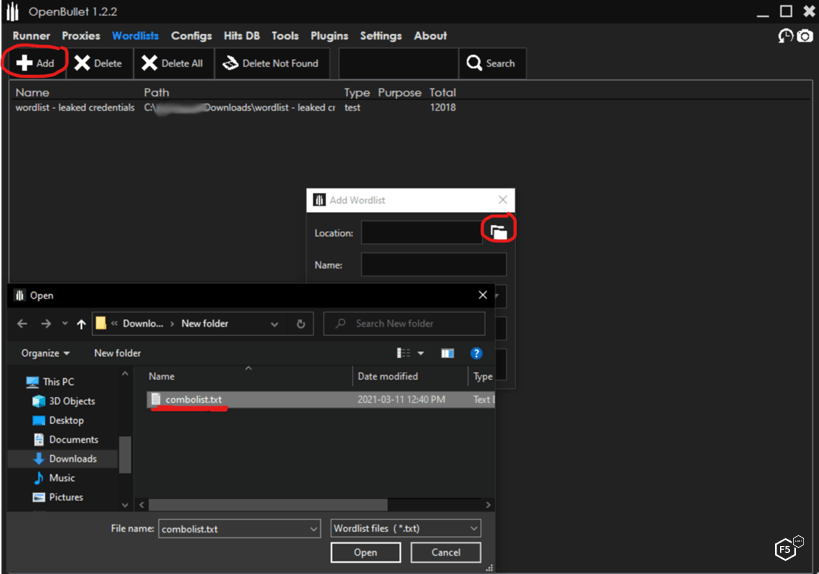 OpenBullet 1.2.2
Runner Proxies Wordlists Configs Hits DB Tools Plugins Settings About
Add Delete Delete All Delete Not Found Search
Name Path Type Purpose Total
wordlist - leaked credentials C:\ Downloads\wordlist - leaked cr test 12018
Add Wordlist
Location:
Name:
Open
« Downlo... › New folder Search New folder
Organize New folder
This PC
3D Objects
Desktop
Documents
Downloads
Music
Pictures
Name Date modified Type
combolist.txt 2021-03-11 12:40 PM Text
File name: combolist.txt Wordlist files ( *.txt)
Open Cancel
F5